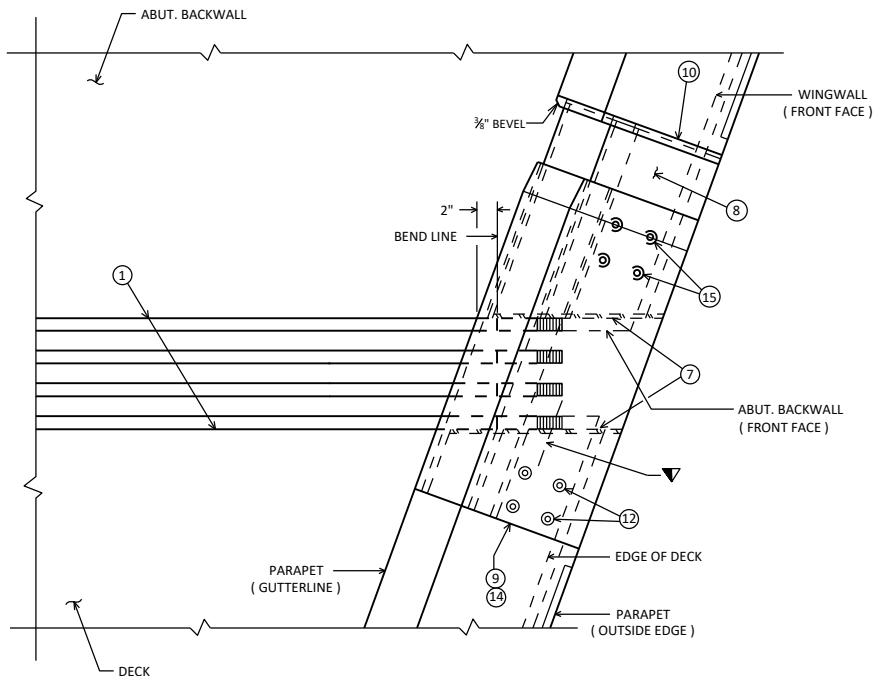 ABUT. BACKWALL
10
WINGWALL
( FRONT FACE )
⅜" BEVEL
8
2"
BEND LINE
1
15
7
ABUT. BACKWALL
( FRONT FACE )
12
EDGE OF DECK
PARAPET
( GUTTERLINE )
9
14
PARAPET
( OUTSIDE EDGE )
DECK